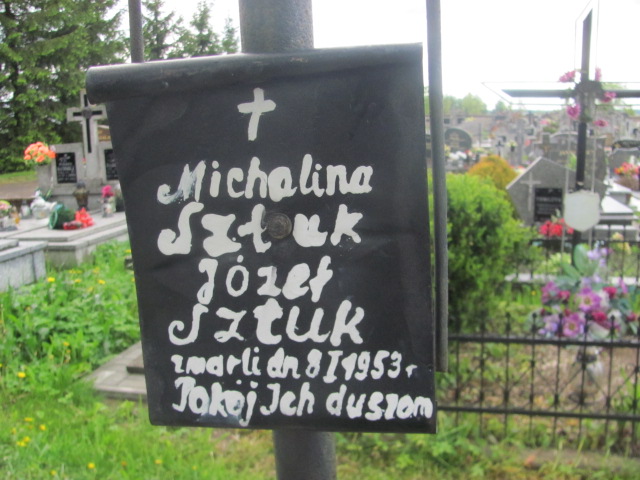 Michalina
Sztuk
Józef
Sztuk
zmarli dn 8 I 1953 r
Pokój Ich duszom